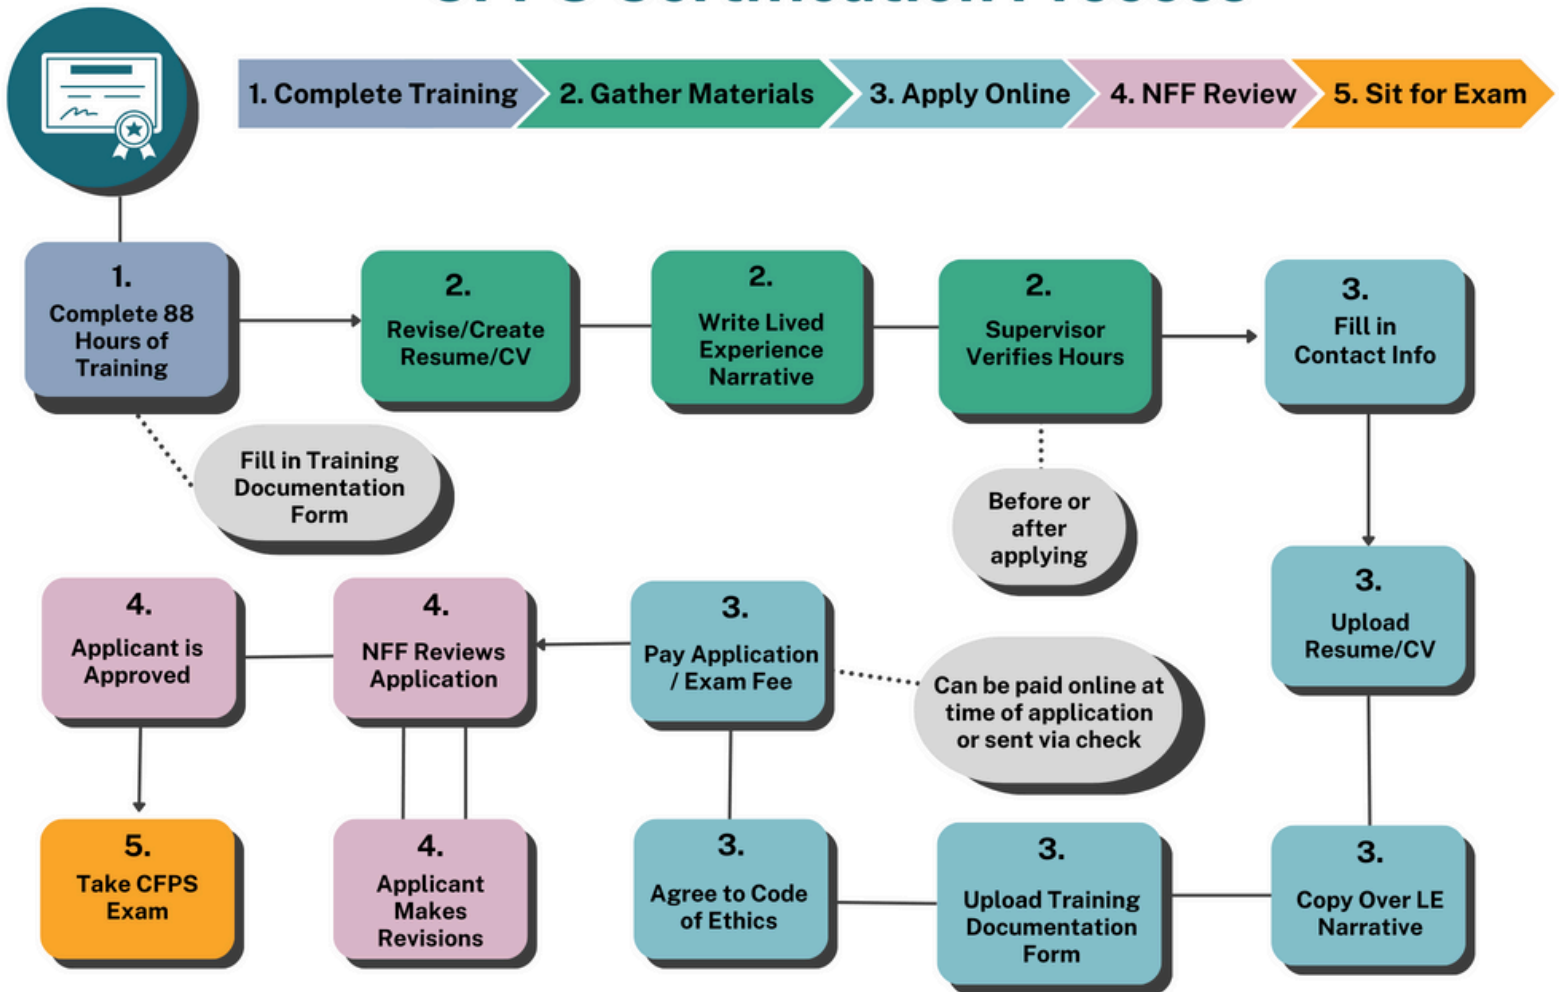 CFPS Certification Process
1. Complete Training
2. Gather Materials
3. Apply Online
4. NFF Review
5. Sit for Exam
1.
Complete 88
Hours of
Training
2.
Revise/Create
Resume/CV
2.
Write Lived
Experience
Narrative
2.
Supervisor
Verifies Hours
3.
Fill in
Contact Info
Fill in Training
Documentation
Form
Before or
after
applying
4.
Applicant is
Approved
4.
NFF Reviews
Application
3.
Pay Application
/ Exam Fee
Can be paid online at
time of application
or sent via check
3.
Upload
Resume/CV
5.
Take CFPS
Exam
4.
Applicant
Makes
Revisions
3.
Agree to Code
of Ethics
3.
Upload Training
Documentation
Form
3.
Copy Over LE
Narrative